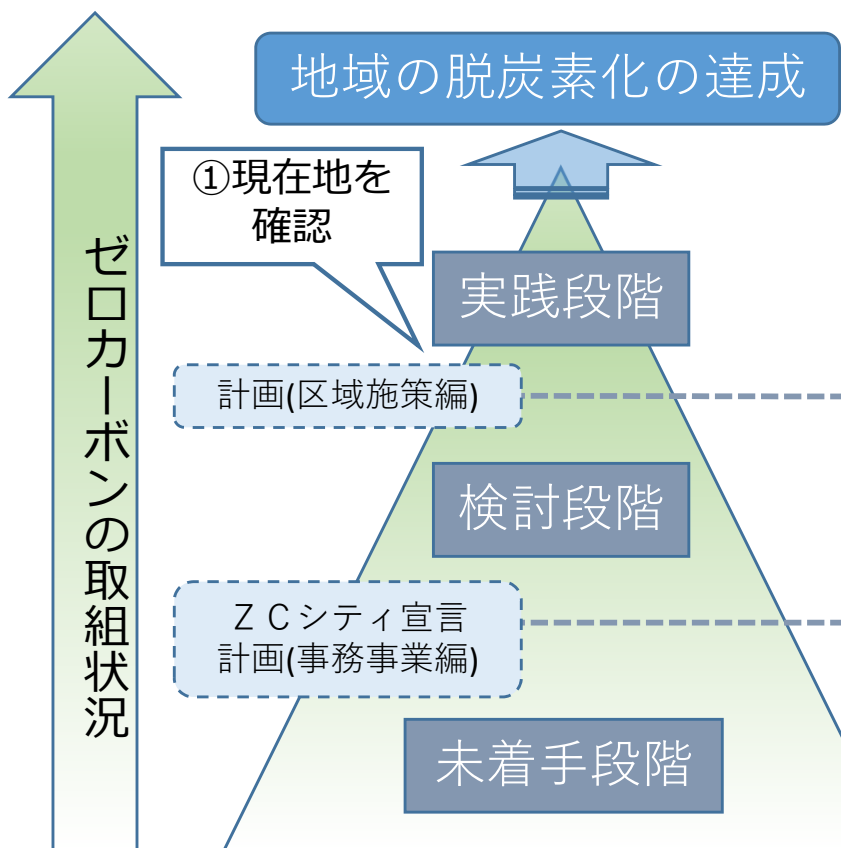 地域の脱炭素化の達成
①現在地を
確認
ゼロカーボンの取組状況
実践段階
計画(区域施策編)
検討段階
ＺＣシティ宣言
計画(事務事業編)
未着手段階